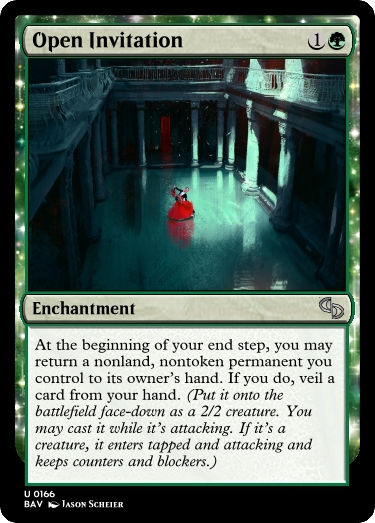 Open Invitation 1
Enchantment
At the beginning of your end step, you may
return a nonland, nontoken permanent you
control to its owner's hand. If you do, veil a
card from your hand. (Put it onto the
battlefield face-down as a 2/2 creature. You
may cast it while it's attacking. If it's a
creature, it enters tapped and attacking and
keeps counters and blockers.)
U 0166
BAV Jason Scheier